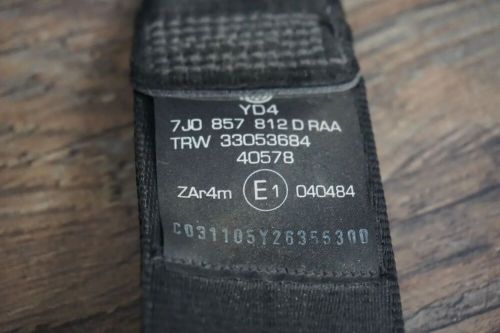 YD4
7J0 857 812 D RAA
TRW 33053684
40578
ZAr4m E1 040484
C031105Y26355300